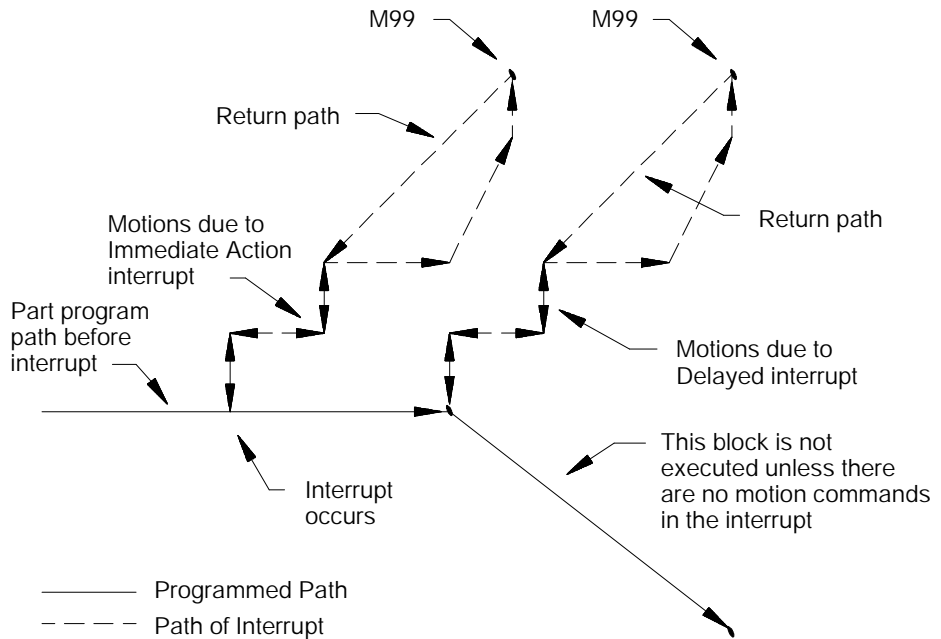 M99
M99
Return path
Return path
Motions due to
Immediate Action
interrupt
Part program
path before
interrupt
Motions due to
Delayed interrupt
Interrupt
occurs
This block is not
executed unless there
are no motion commands
in the interrupt
Programmed Path
Path of Interrupt